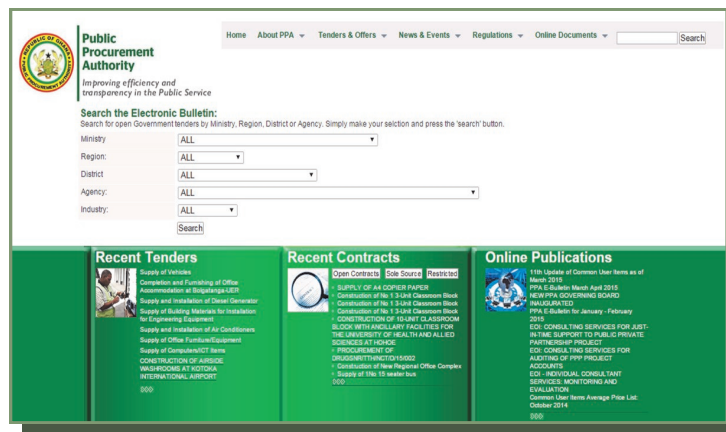 Public
Procurement
Authority
Improving efficiency and
transparency in the Public Service
Home About PPA Tenders & Offers News & Events Regulations Online Documents Search
Search the Electronic Bulletin:
Search for open Government tenders by Ministry, Region, District or Agency. Simply make your selction and press the 'search' button.
Ministry ALL
Region: ALL
District ALL
Agency: ALL
Industry: ALL
Search
Recent Tenders
Supply of Vehicles
Completion and Furnishing of Office
Accommodation at Bolgatanga-UER
Supply and Installation of Diesel Generator
Supply of Building Materials for Installation
for Engineering Equipment
Supply and Installation of Air Conditioners
Supply of Office Furniture/Equipment
Supply of Computers/ICT Items
CONSTRUCTION OF AIRSIDE
WASHROOMS AT KOTOKA
INTERNATIONAL AIRPORT
Recent Contracts
Open Contracts Sole Source Restricted
SUPPLY OF A4 COPIER PAPER
Construction of No 1 3-Unit Classroom Block
Construction of No 1 3-Unit Classroom Block
Construction of No 1 3-Unit Classroom Block
CONSTRUCTION OF 10-UNIT CLASSROOM
BLOCK WITH ANCILLARY FACILITIES FOR
THE UNIVERSITY OF HEALTH AND ALLIED
SCIENCES AT HOHOE
PROCUREMENT OF
Construction of New Regional Office Complex
Supply of 1No 15 seater bus
Online Publications
11th Update of Common User Items as of
March 2015
PPA E-Bulletin March April 2015
NEW PPA GOVERNING BOARD
INAUGURATED
PPA E-Bulletin for January - February
2015
EOI: CONSULTING SERVICES FOR JUST-
IN-TIME SUPPORT TO PUBLIC PRIVATE
PARTNERSHIP PROJECT
EOI: CONSULTING SERVICES FOR
AUDITING OF PPP PROJECT
ACCOUNTS
EOI - INDIVIDUAL CONSULTANT
SERVICES: MONITORING AND
EVALUATION
Common User Items Average Price List:
October 2014